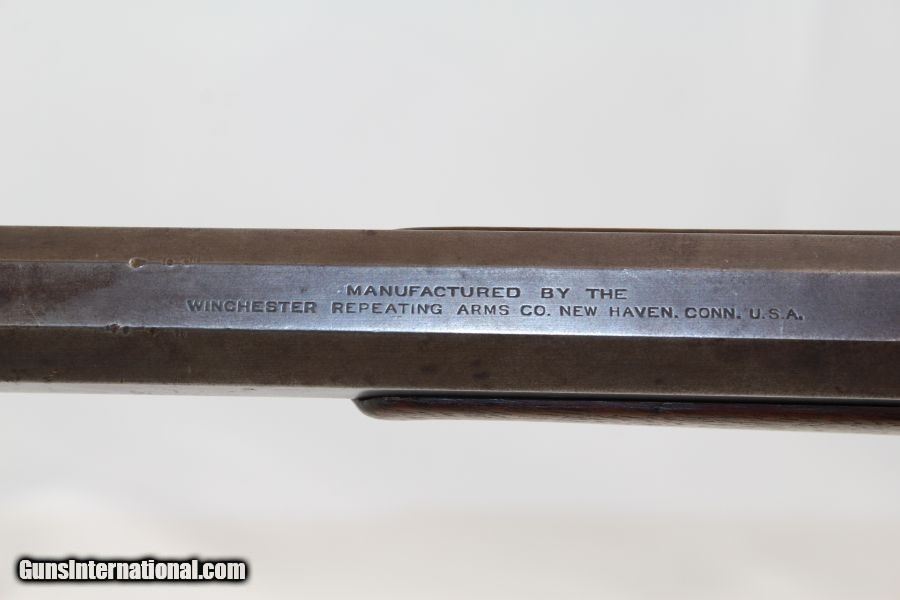 MANUFACTURED BY THE
WINCHESTER REPEATING ARMS CO. NEW HAVEN. CONN. U.S.A.
GunsInternational.com